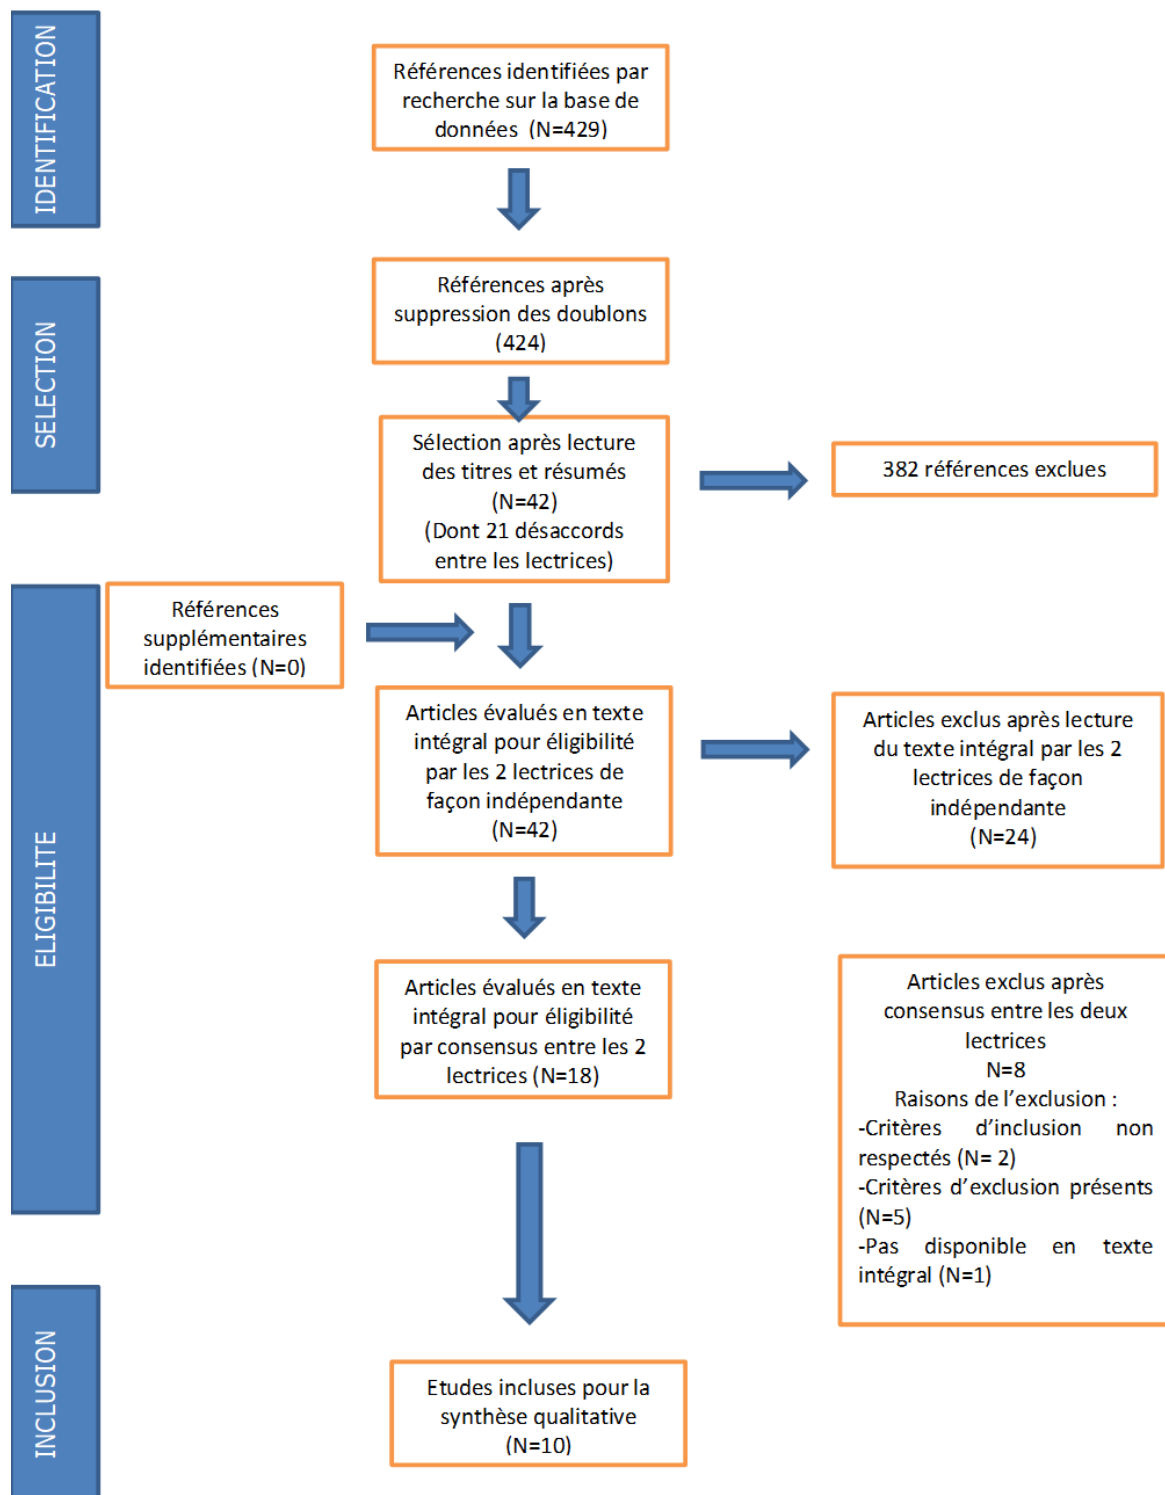 IDENTIFICATION
Références identifiées par
recherche sur la base de
données (N=429)
SELECTION
Références après
suppression des doublons
(424)
Sélection après lecture
des titres et résumés
(N=42)
(Dont 21 désaccords
entre les lectrices)
382 références exclues
ELIGIBILITE
Références
supplémentaires
identifiées (N=0)
Articles évalués en texte
intégral pour éligibilité
par les 2 lectrices de
façon indépendante
(N=42)
Articles exclus après lecture
du texte intégral par les 2
lectrices de façon
indépendante
(N=24)
Articles évalués en texte
intégral pour éligibilité
par consensus entre les 2
lectrices (N=18)
Articles exclus après
consensus entre les deux
lectrices
N=8
Raisons de l’exclusion :
-Critères d’inclusion non
respectés (N= 2)
-Critères d’exclusion présents
(N=5)
-Pas disponible en texte
intégral (N=1)
INCLUSION
Etudes incluses pour la
synthèse qualitative
(N=10)